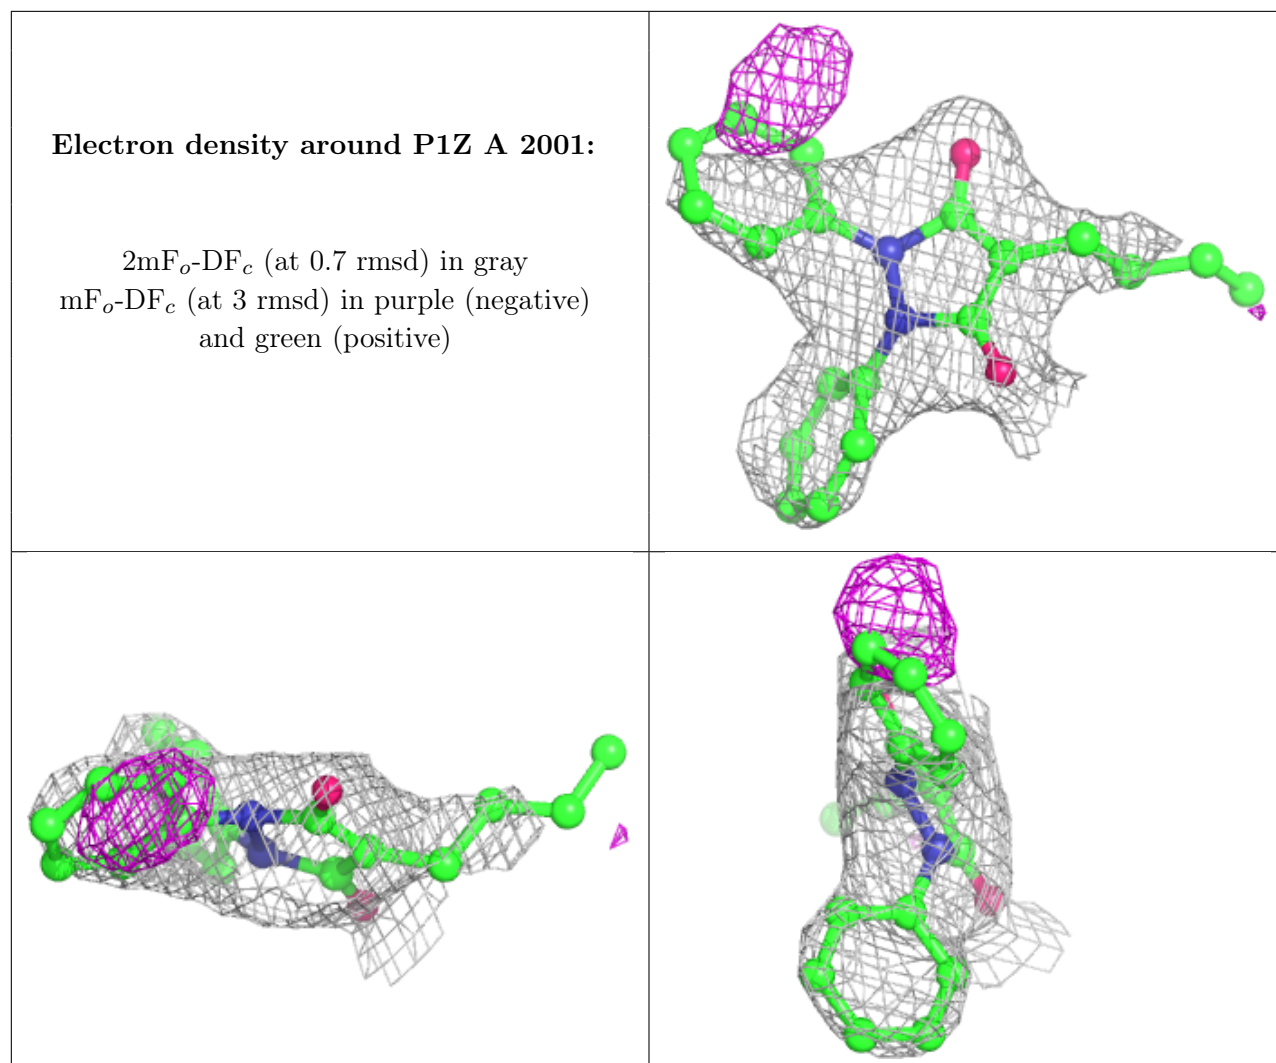 Electron density around P1Z A 2001:
2mFo-DFc (at 0.7 rmsd) in gray
mFo-DFc (at 3 rmsd) in purple (negative)
and green (positive)